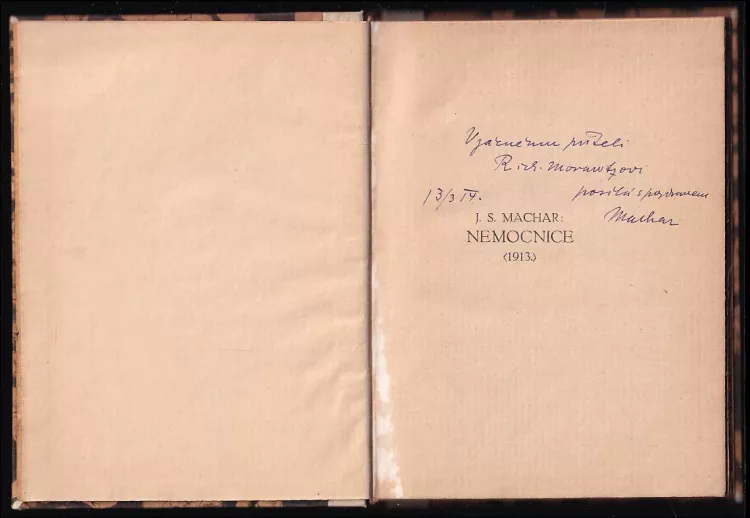 Vzácnému příteli
Rich. Morawtzovi
13/3 14.
posílá s pozdravem
Machar
J. S. MACHAR:
NEMOCNICE
⟨1913.⟩